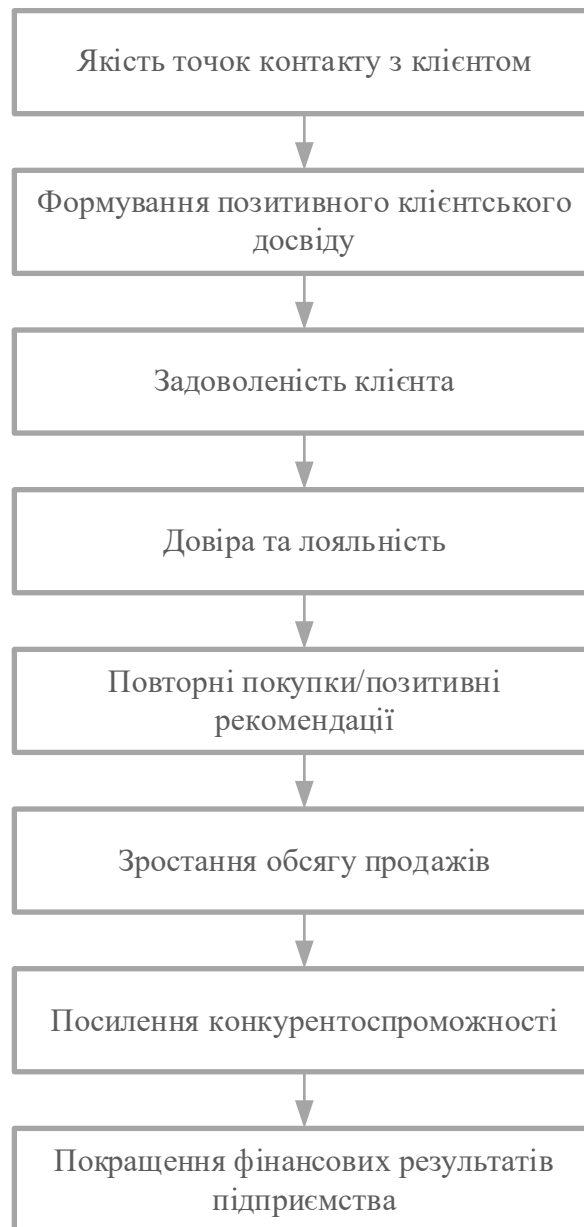 Якість точок контакту з клієнтом
Формування позитивного клієнтського
досвіду
Задоволеність клієнта
Довіра та лояльність
Повторні покупки/позитивні
рекомендації
Зростання обсягу продажів
Посилення конкурентоспроможності
Покращення фінансових результатів
підприємства